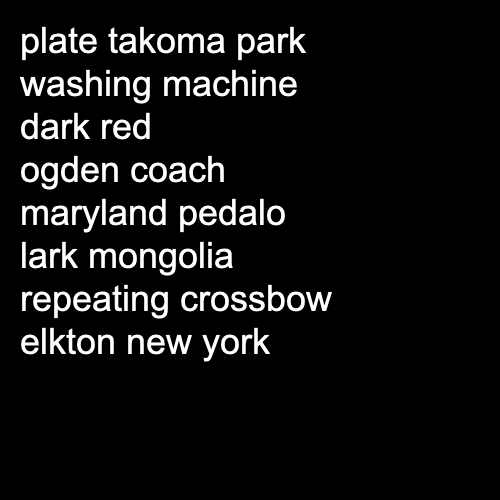 plate takoma park
washing machine
dark red
ogden coach
maryland pedalo
lark mongolia
repeating crossbow
elkton new york